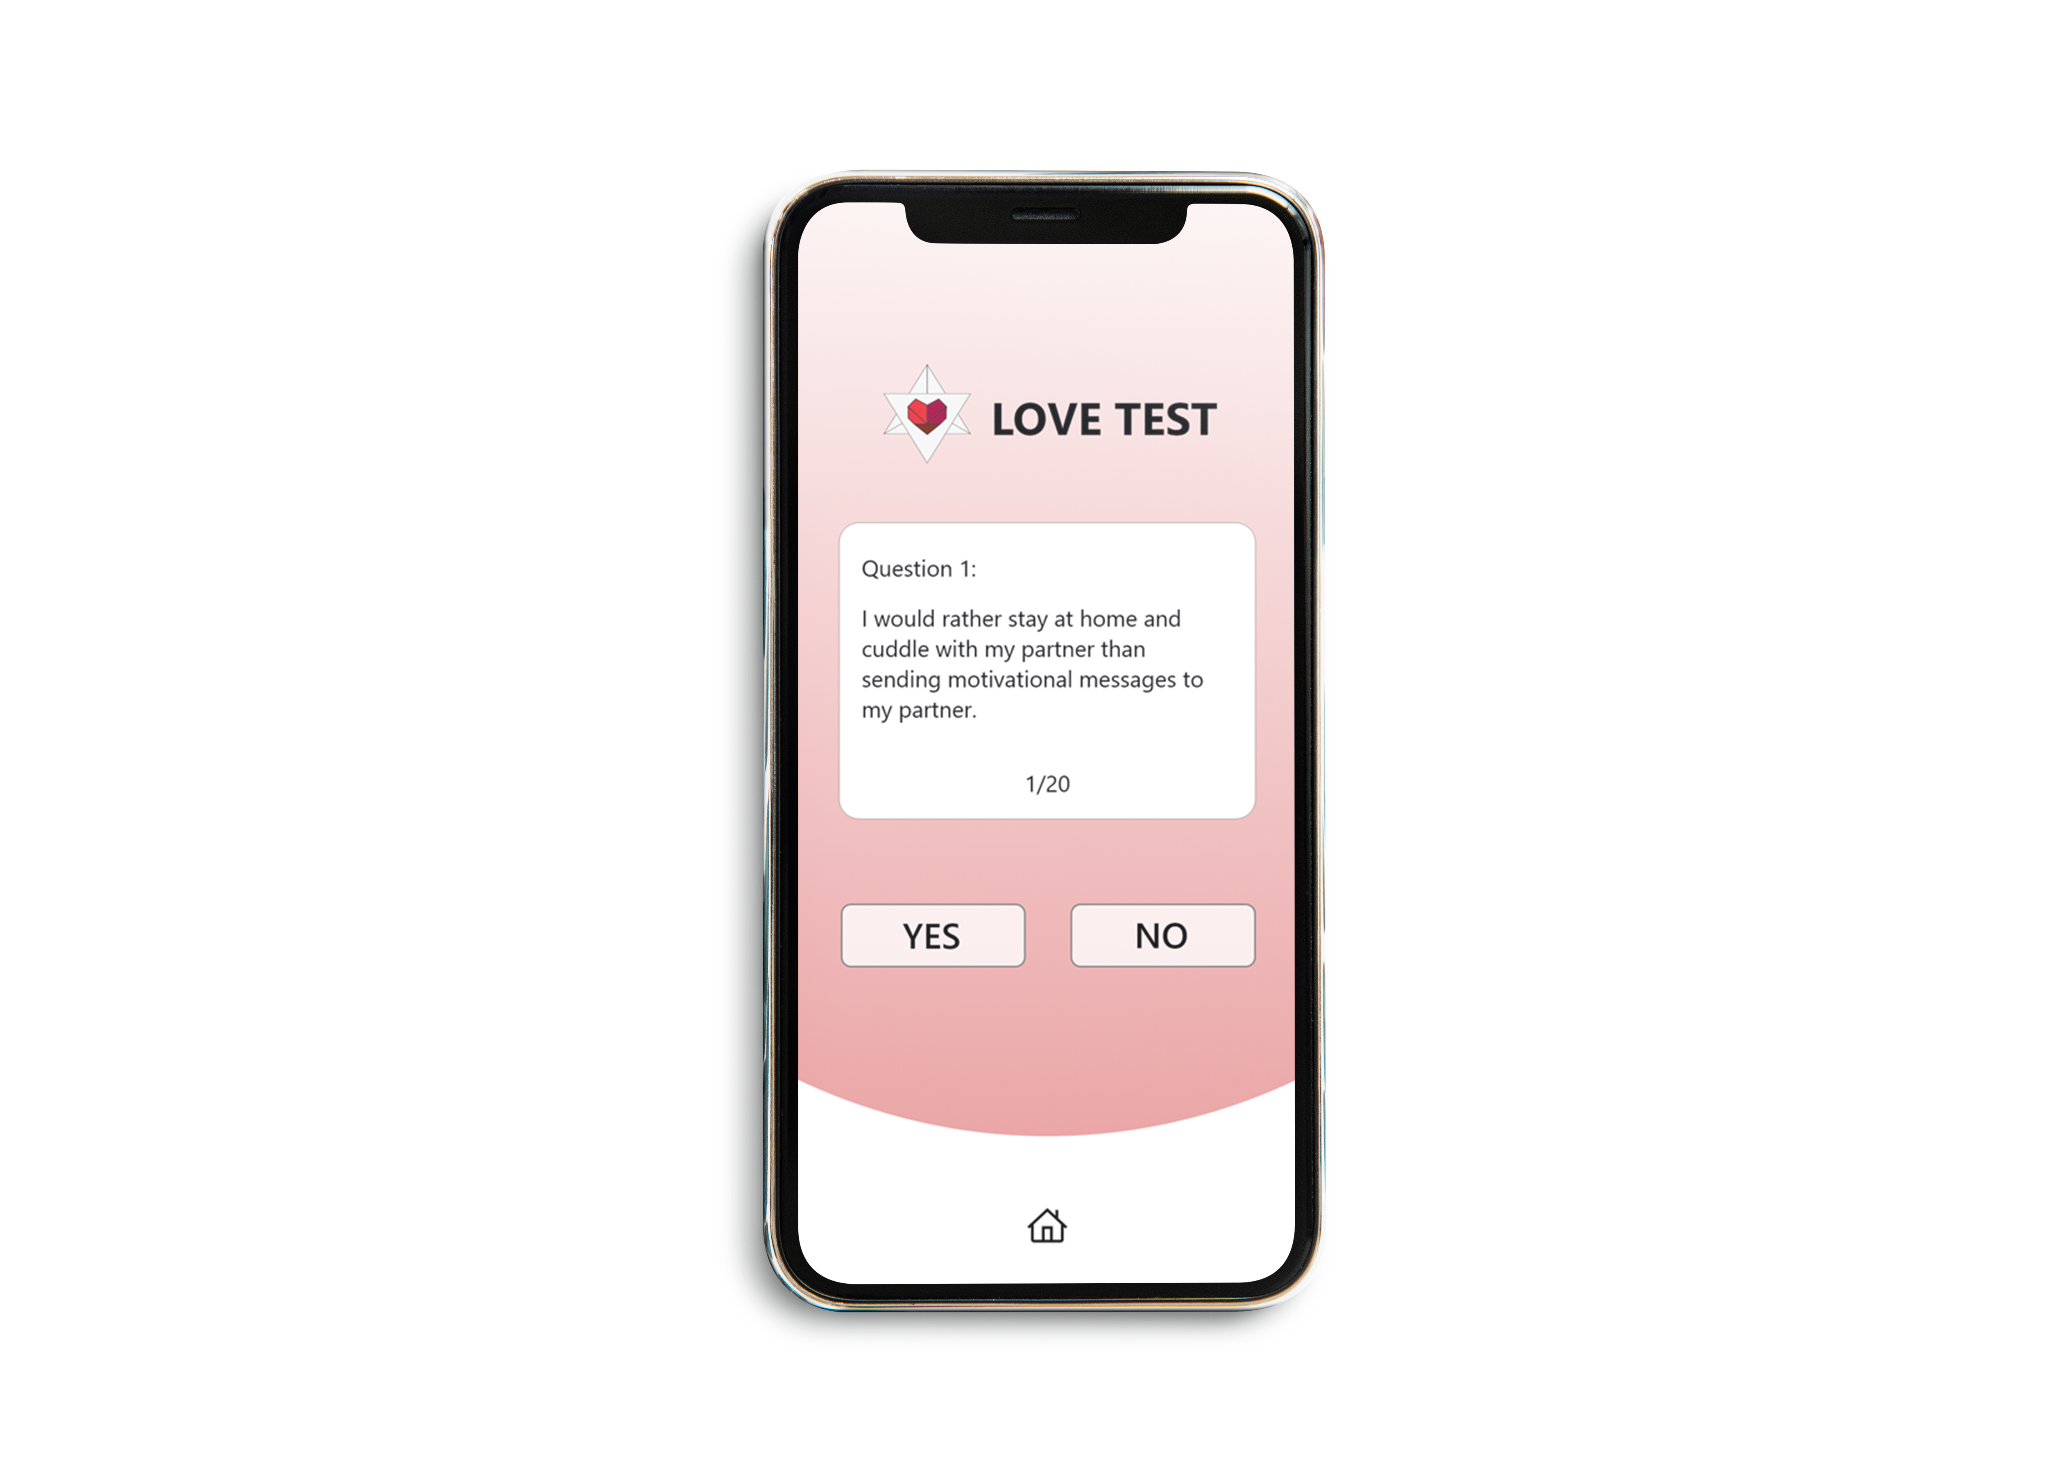 LOVE TEST
Question 1:
I would rather stay at home and
cuddle with my partner than
sending motivational messages to
my partner.
1/20
YES
NO